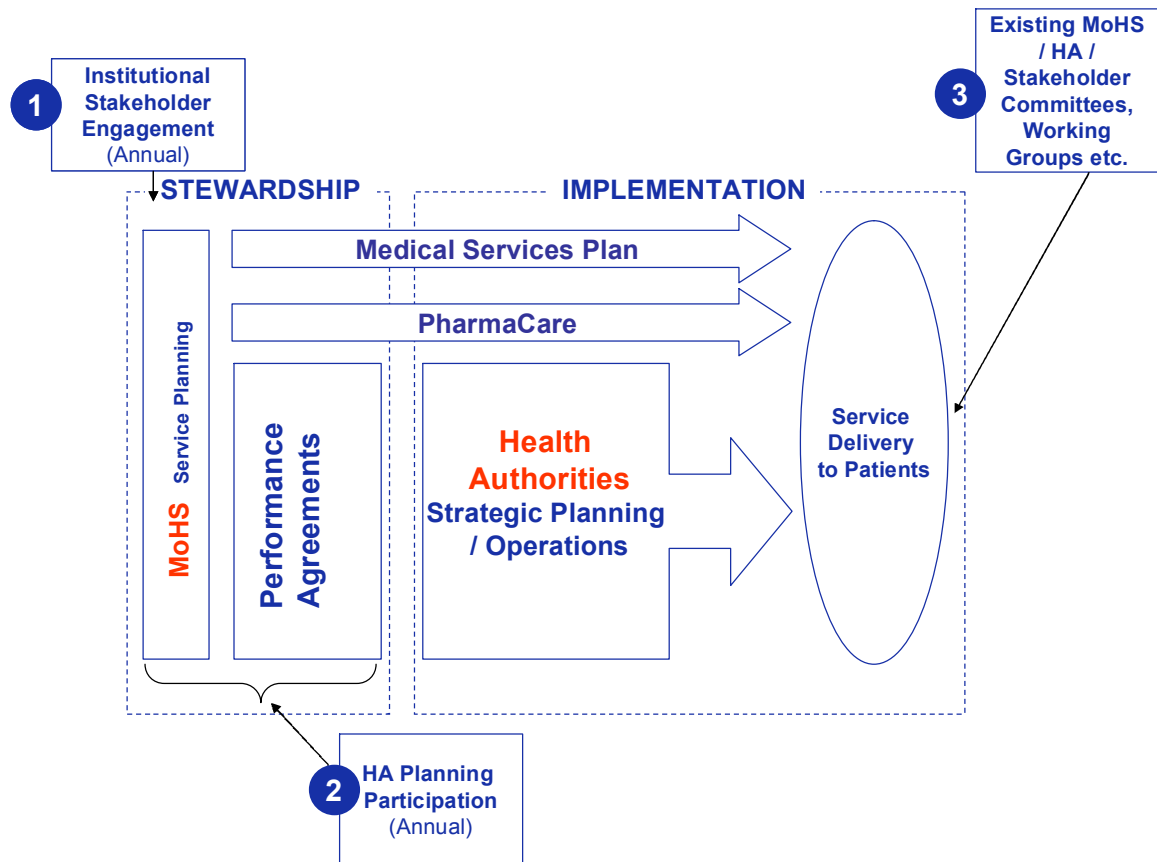 1
Institutional
Stakeholder
Engagement
(Annual)
Existing MoHS
/ HA /
Stakeholder
Committees,
Working
Groups etc.
3
STEWARDSHIP
IMPLEMENTATION
Medical Services Plan
PharmaCare
MoHS Service Planning
Performance
Agreements
Health
Authorities
Strategic Planning
/ Operations
Service
Delivery
to Patients
2
HA Planning
Participation
(Annual)